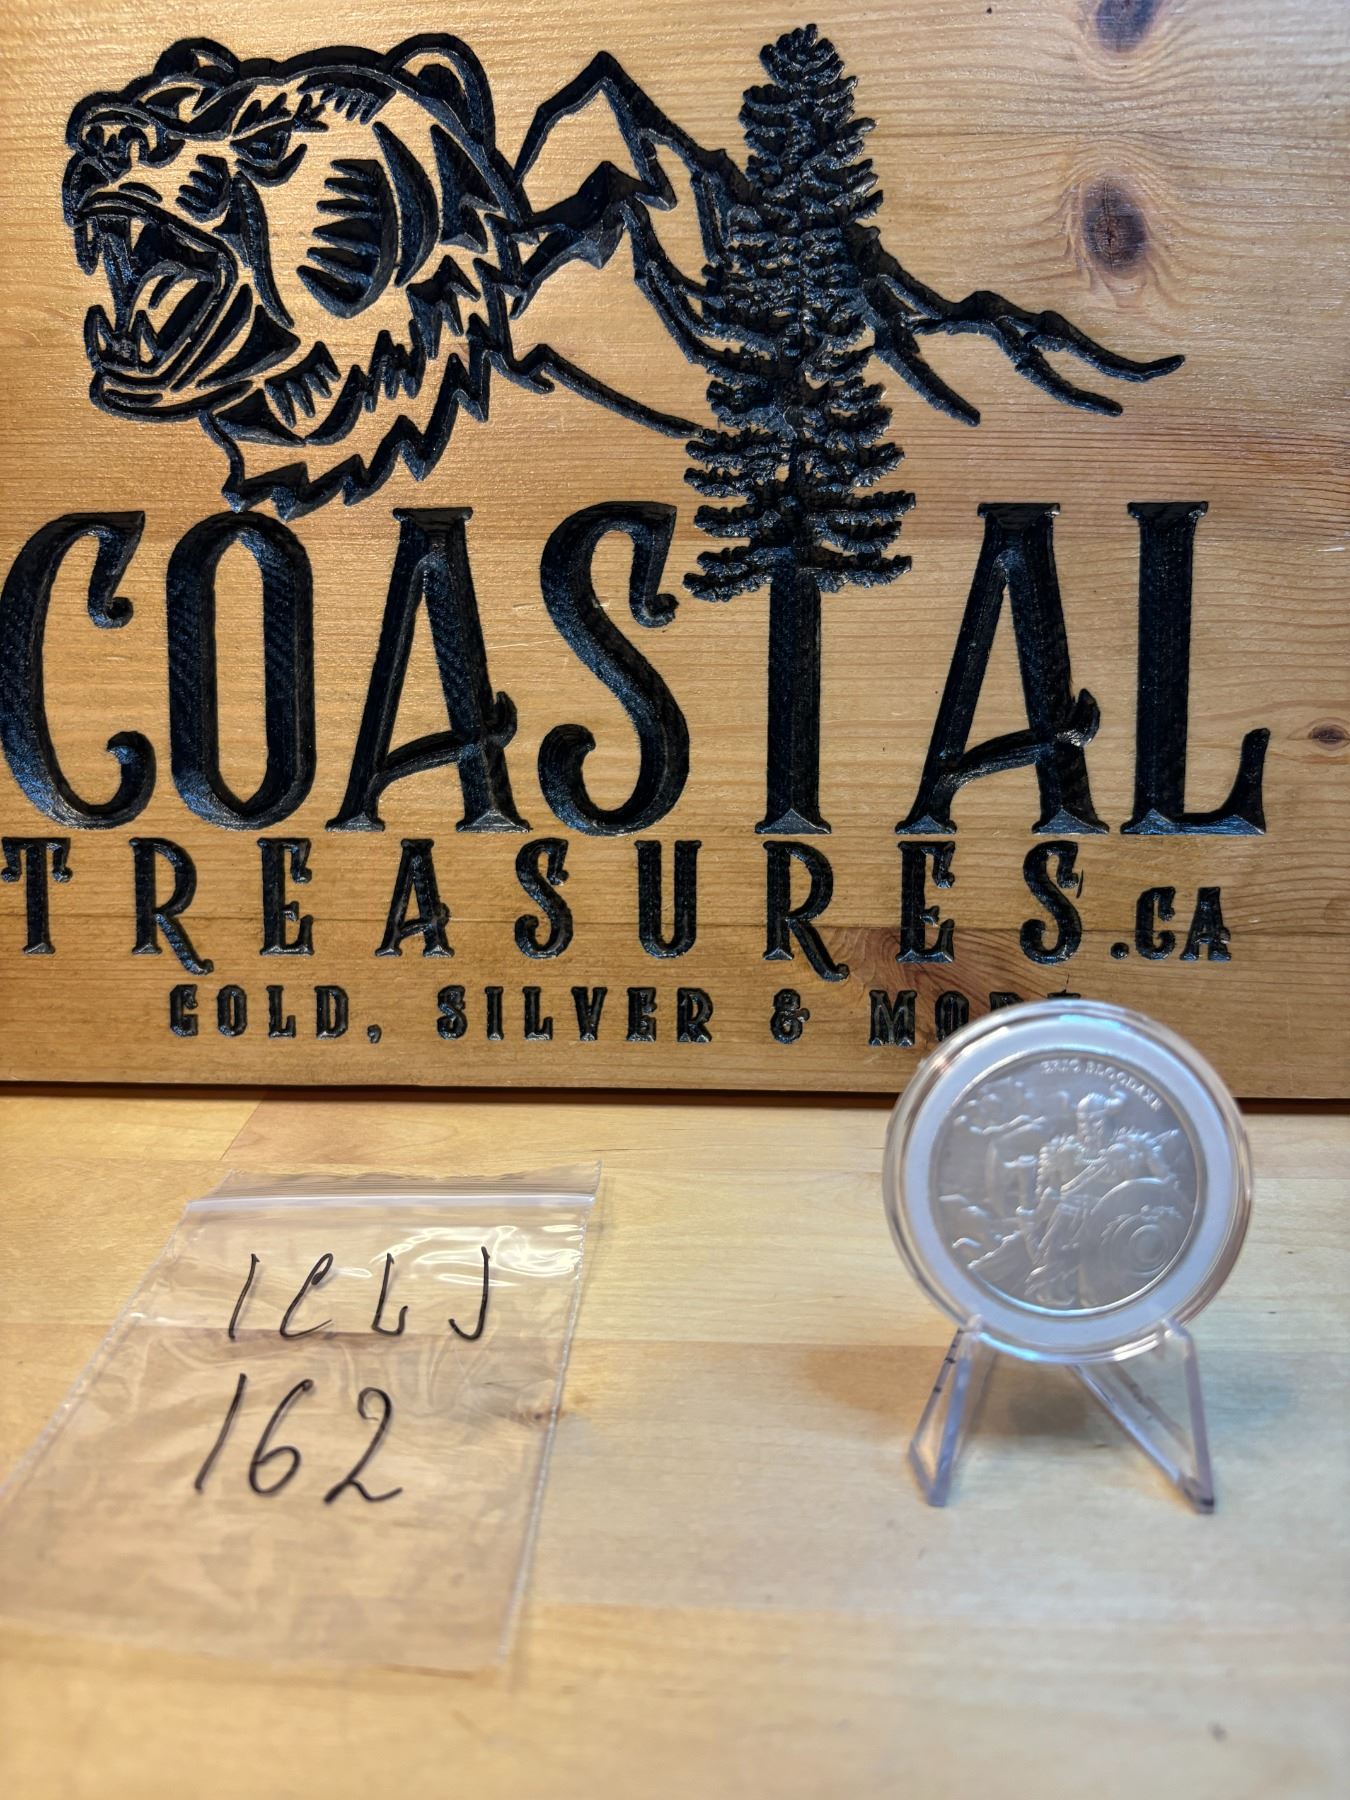 COASTAL
TREASURES.CA
GOLD, SILVER & MORE
ERIC BLOODAXE
ICLJ
162